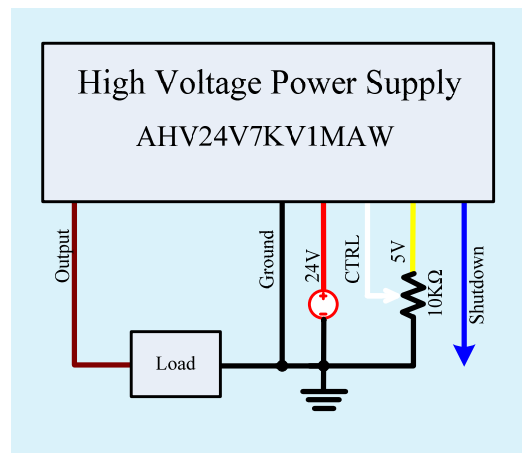 High Voltage Power Supply
AHV24V7KV1MAW
Output
Ground
24V
CTRL
5V
10KΩ
Shutdown
Load